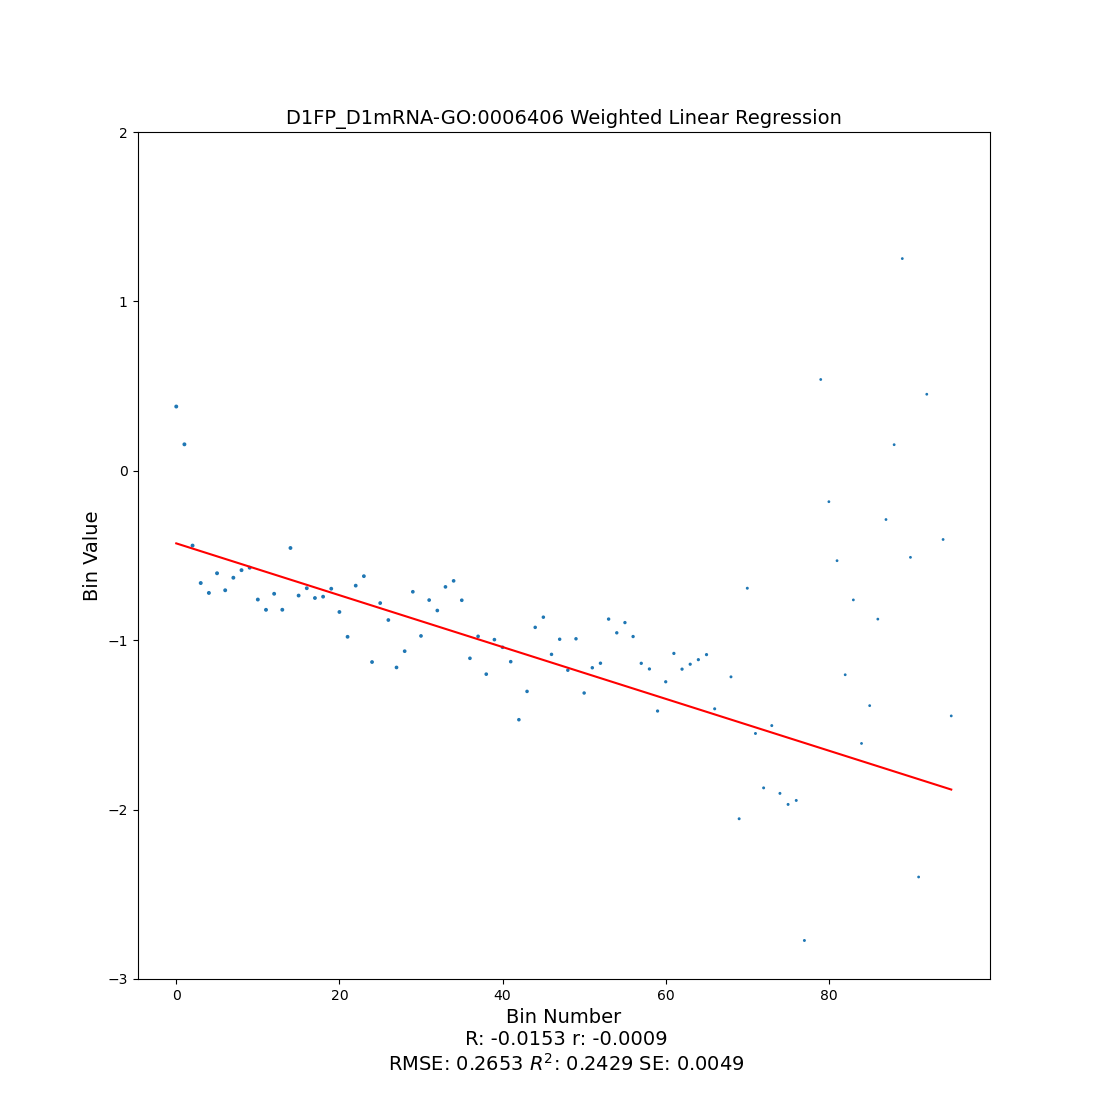 D1FP_D1mRNA-GO:0006406 Weighted Linear Regression
2
1
0
−1
−2
−3
Bin Value
0 20 40 60 80
Bin Number
R: -0.0153 r: -0.0009
RMSE: 0.2653 R²: 0.2429 SE: 0.0049